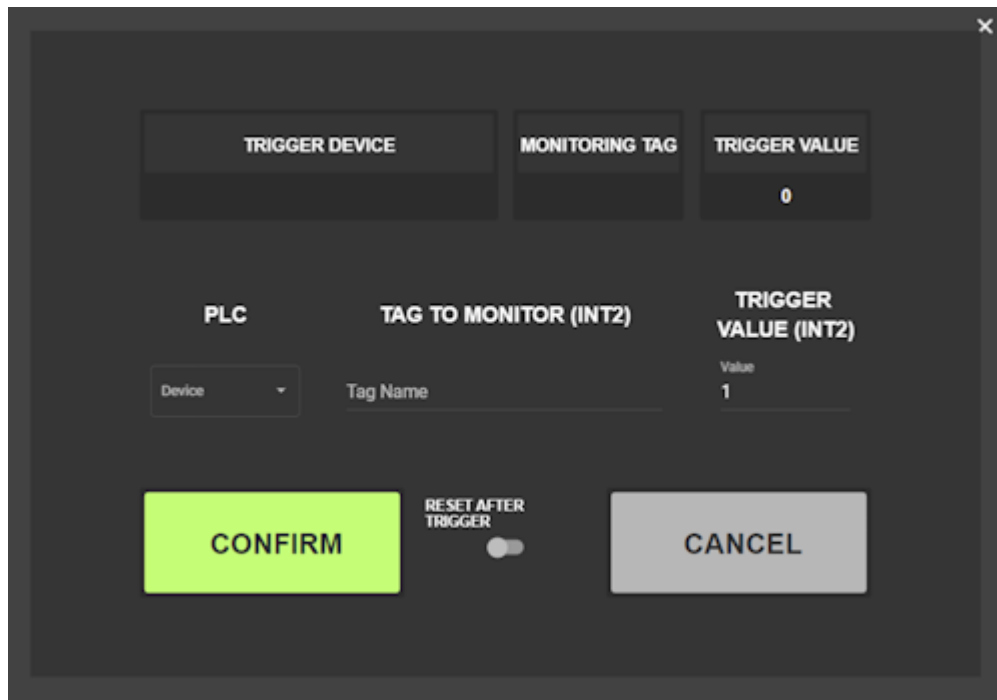 ×
TRIGGER DEVICE
MONITORING TAG
TRIGGER VALUE
0
PLC
TAG TO MONITOR (INT2)
TRIGGER
VALUE (INT2)
Device
Tag Name
Value
1
CONFIRM
RESET AFTER
TRIGGER
CANCEL